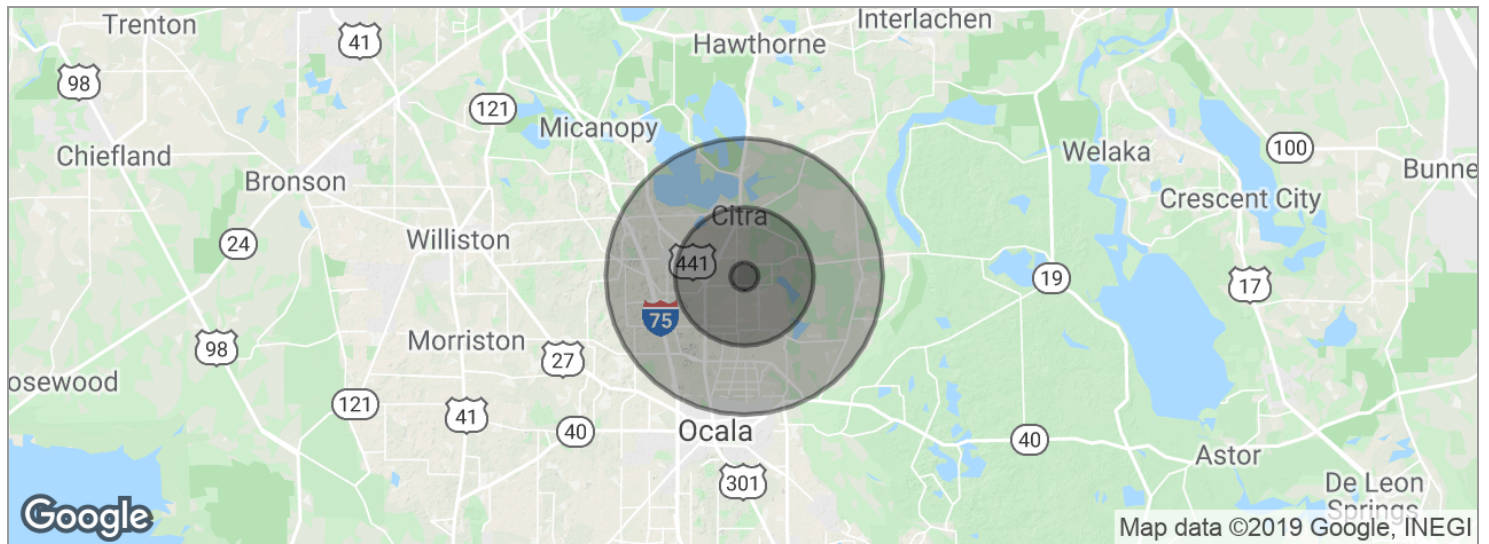 Trenton
41
Interlachen
Hawthorne
98
121
Micanopy
Chiefland
Welaka
100
Bunne
Bronson
Crescent City
Citra
24
Williston
441
19
17
75
98
Morriston
27
osewood
121
41
40
Ocala
40
Astor
301
De Leon
Springs
Google
Map data ©2019 Google, INEGI